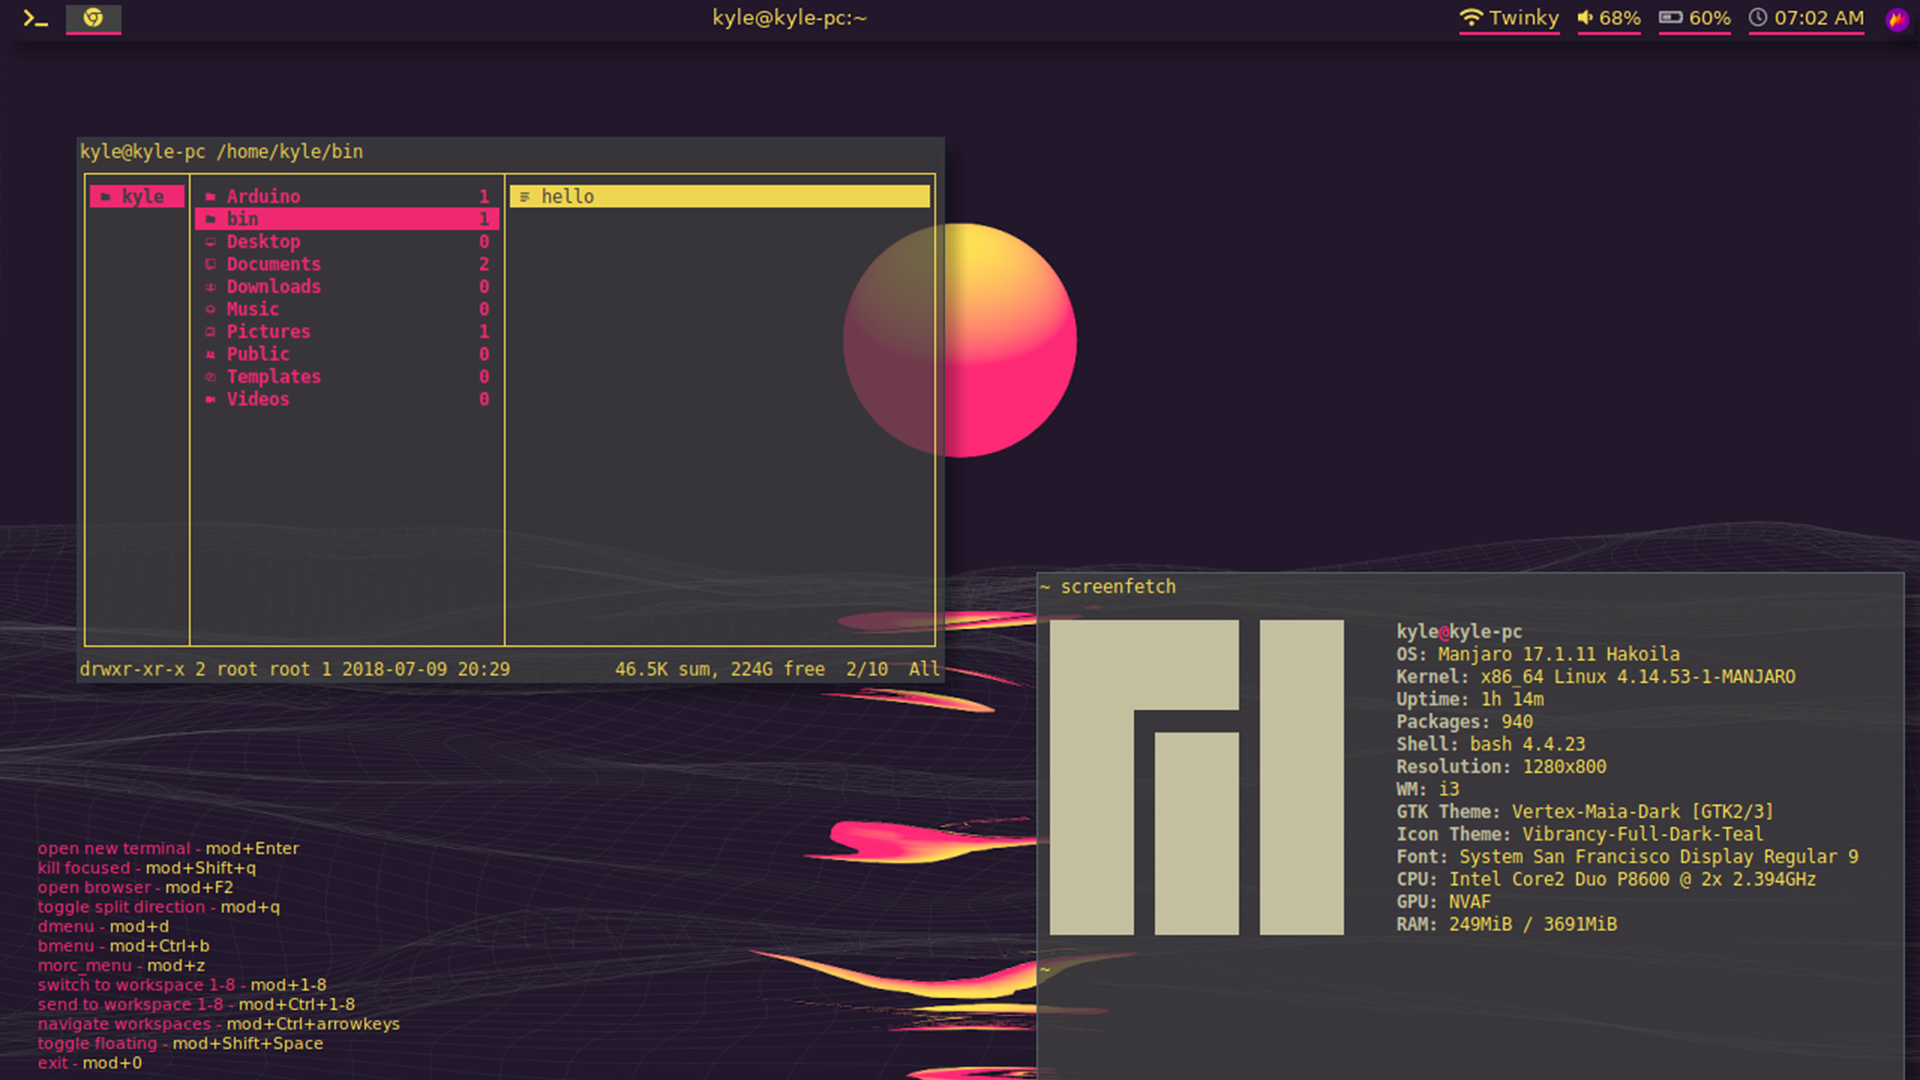 kyle@kyle-pc:~
Twinky 68% 60% 07:02 AM
kyle@kyle-pc /home/kyle/bin
kyle
Arduino 1
bin 1
Desktop 0
Documents 2
Downloads 0
Music 0
Pictures 1
Public 0
Templates 0
Videos 0
hello
drwxr-xr-x 2 root root 1 2018-07-09 20:29 46.5K sum, 224G free 2/10 All
~ screenfetch
kyle@kyle-pc
OS: Manjaro 17.1.11 Hakoila
Kernel: x86_64 Linux 4.14.53-1-MANJARO
Uptime: 1h 14m
Packages: 940
Shell: bash 4.4.23
Resolution: 1280x800
WM: i3
GTK Theme: Vertex-Maia-Dark [GTK2/3]
Icon Theme: Vibrancy-Full-Dark-Teal
Font: System San Francisco Display Regular 9
CPU: Intel Core2 Duo P8600 @ 2x 2.394GHz
GPU: NVAF
RAM: 249MiB / 3691MiB
~
open new terminal - mod+Enter
kill focused - mod+Shift+q
open browser - mod+F2
toggle split direction - mod+q
dmenu - mod+d
bmenu - mod+Ctrl+b
morc_menu - mod+z
switch to workspace 1-8 - mod+1-8
send to workspace 1-8 - mod+Ctrl+1-8
navigate workspaces - mod+Ctrl+arrowkeys
toggle floating - mod+Shift+Space
exit - mod+0